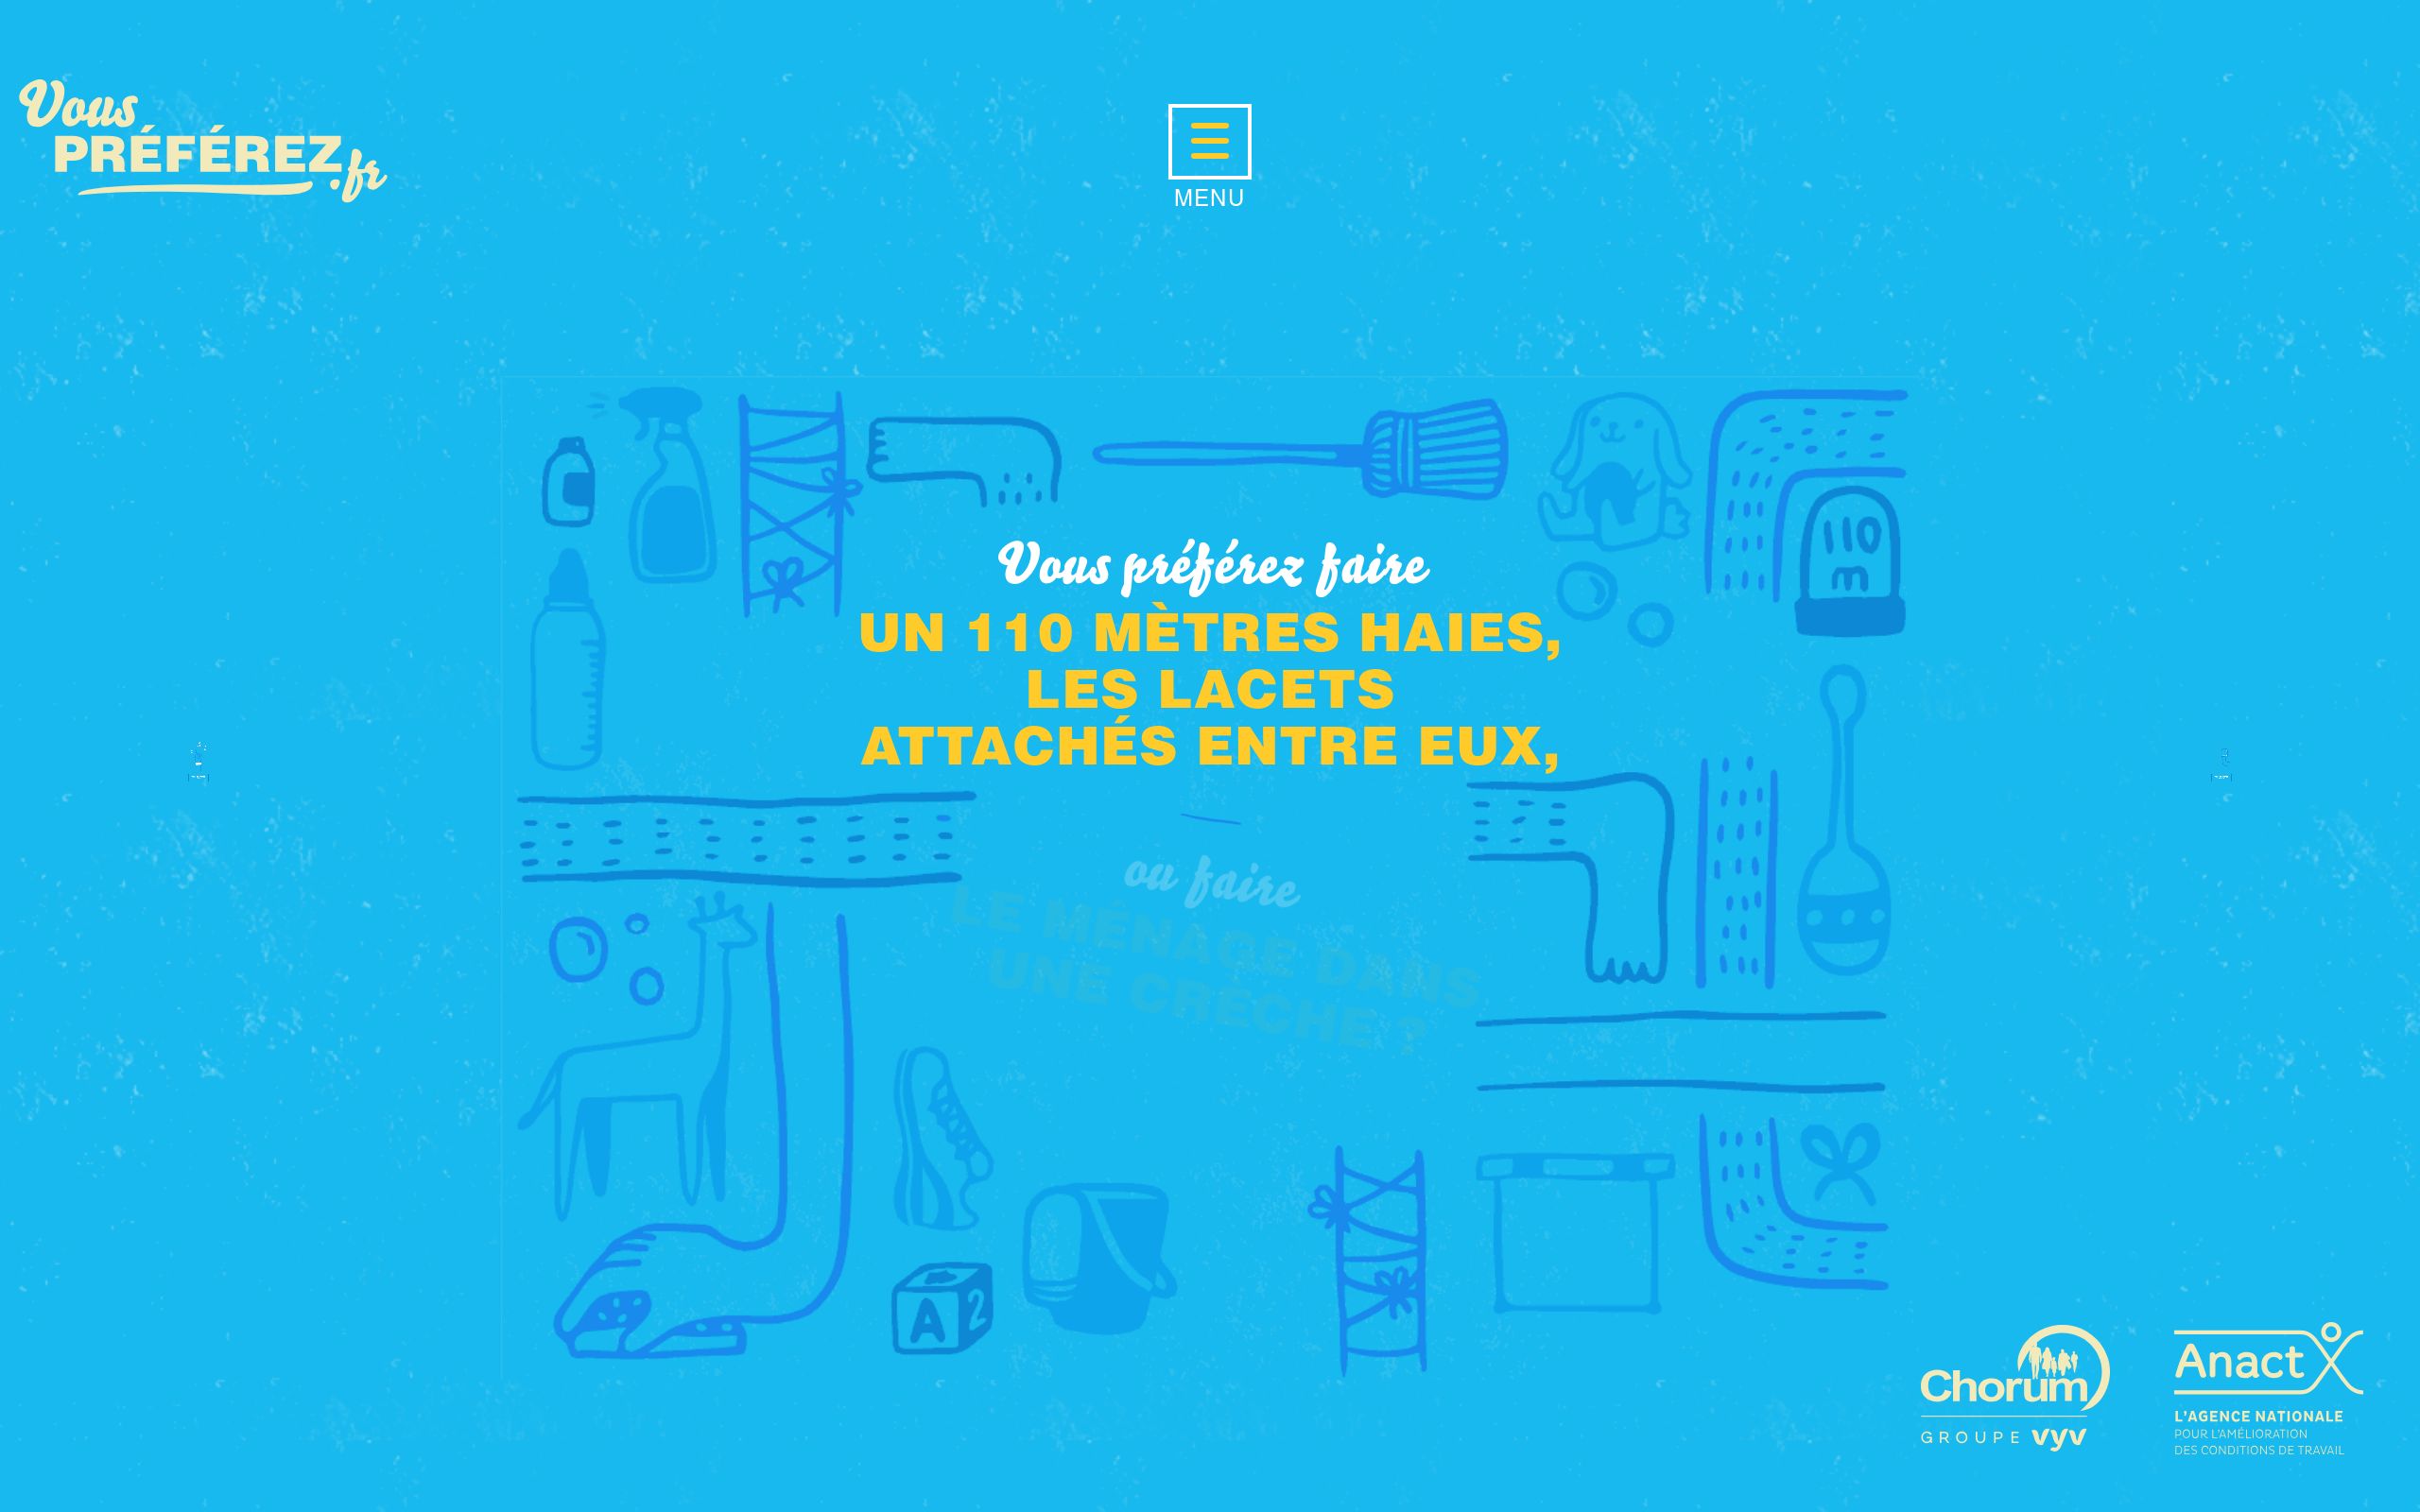 Vous
PRÉFÉREZ.fr
MENU
110
m
Vous préférez faire
UN 110 MÈTRES HAIES,
LES LACETS
ATTACHÉS ENTRE EUX,
ou faire
LE MÉNAGE DANS
UNE CRÈCHE ?
A 2
Chorum
GROUPE vyv
Anact
L'AGENCE NATIONALE
POUR L'AMÉLIORATION
DES CONDITIONS DE TRAVAIL